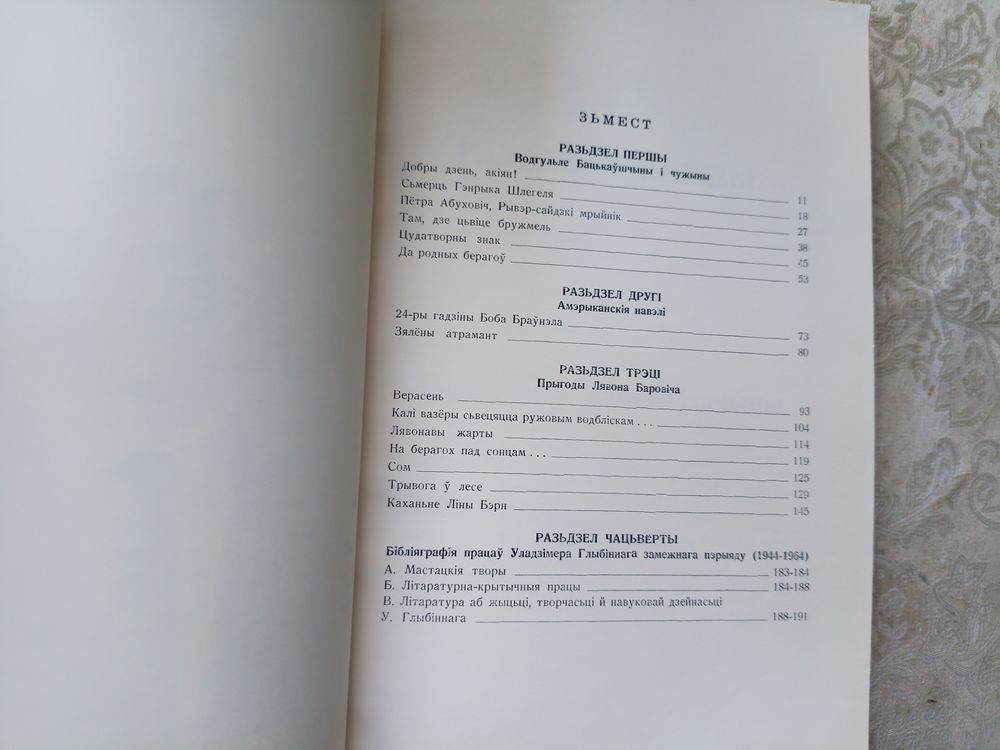 ЗЬМЕСТ
РАЗЬДЗЕЛ ПЕРШЫ
Водгульле Бацькаўшчыны і чужыны
Добры дзень, акіян! 11
Сьмерць Гэнрыка Шлегеля 18
Пётра Абуховіч, Рывэр-сайдзкі мрыйнік 27
Там, дзе цьвіце бружмель 38
Цудатворны знак 45
Да родных берагоў 53
РАЗЬДЗЕЛ ДРУГІ
Амэрыканскія навэлі
24-ры гадзіны Боба Браўнэла 73
Зялёны атрамант 80
РАЗЬДЗЕЛ ТРЭЦІ
Прыгоды Лявона Баровіча
Верасень 93
Калі вазёры сьвецяцца ружовым водбліскам . . . 104
Лявонавы жарты 114
На берагох пад сонцам . . . 119
Сом 125
Трывога ў лесе 129
Каханьне Ліны Бэрн 145
РАЗЬДЗЕЛ ЧАЦЬВЕРТЫ
Бібліяграфія працаў Уладзімера Глыбіннага замежнага пэрыяду (1944-1964)
А. Мастацкія творы 183-184
Б. Літаратурна-крытычныя працы 184-188
В. Літаратура аб жыцьці, творчасьці й навуковай дзейнасьці
У. Глыбіннага 188-191